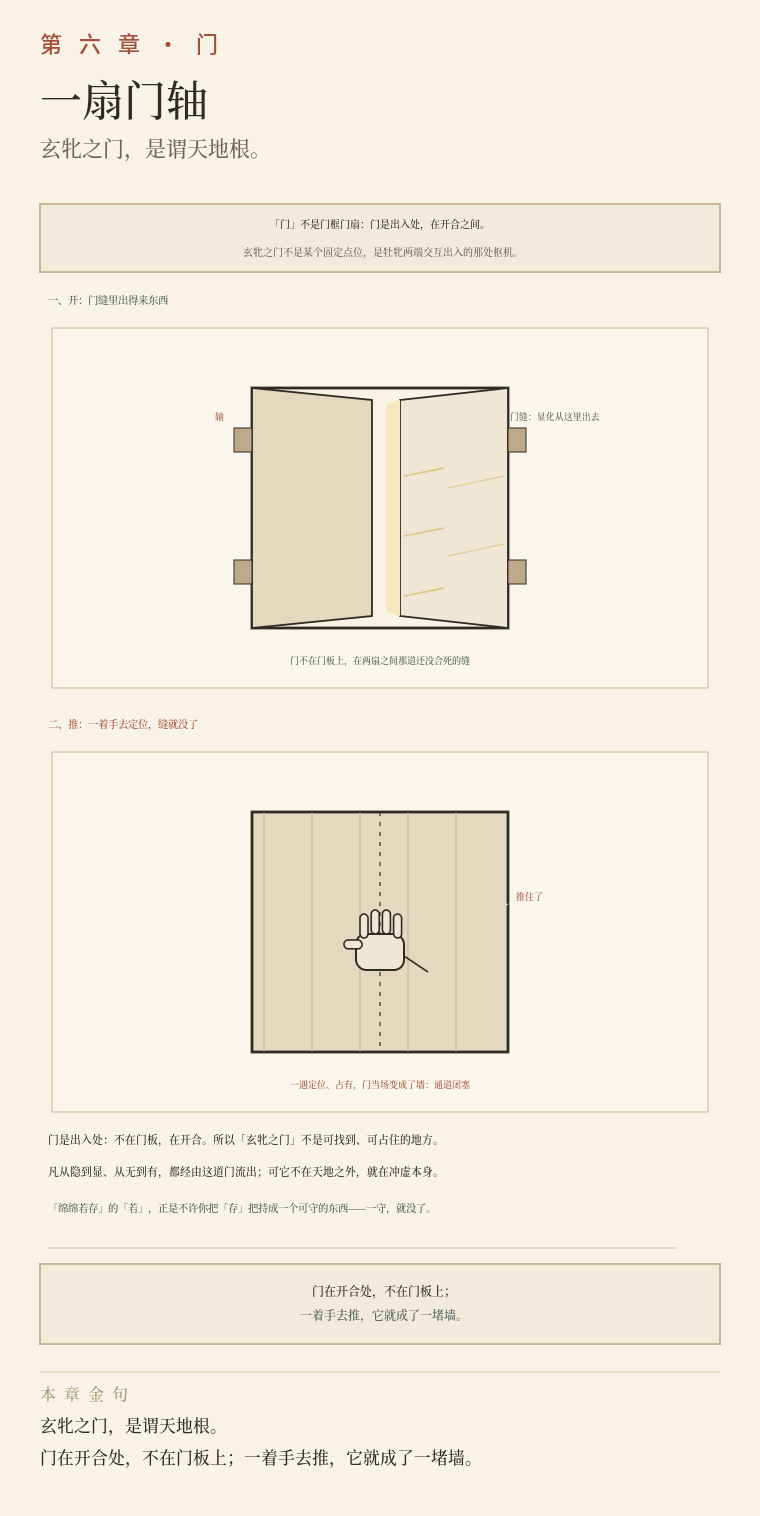 第六章·门
一扇门轴
玄牝之门，是谓天地根。
「门」不是门框门扇：门是出入处，在开合之间。
玄牝之门不是某个固定点位，是牡牝两端交互出入的那处枢机。
一、开：门缝里出得来东西
轴
门缝：显化从这里出去
门不在门板上，在两扇之间那道还没合死的缝
二、推：一着手去定位，缝就没了
推住了
一遇定位、占有，门当场变成了墙：通道闭塞
门是出入处：不在门板，在开合。所以「玄牝之门」不是可找到、可占住的地方。
凡从隐到显、从无到有，都经由这道门流出；可它不在天地之外，就在冲虚本身。
「绵绵若存」的「若」，正是不许你把「存」把持成一个可守的东西——一守，就没了。
门在开合处，不在门板上；
一着手去推，它就成了一堵墙。
本章金句
玄牝之门，是谓天地根。
门在开合处，不在门板上；一着手去推，它就成了一堵墙。